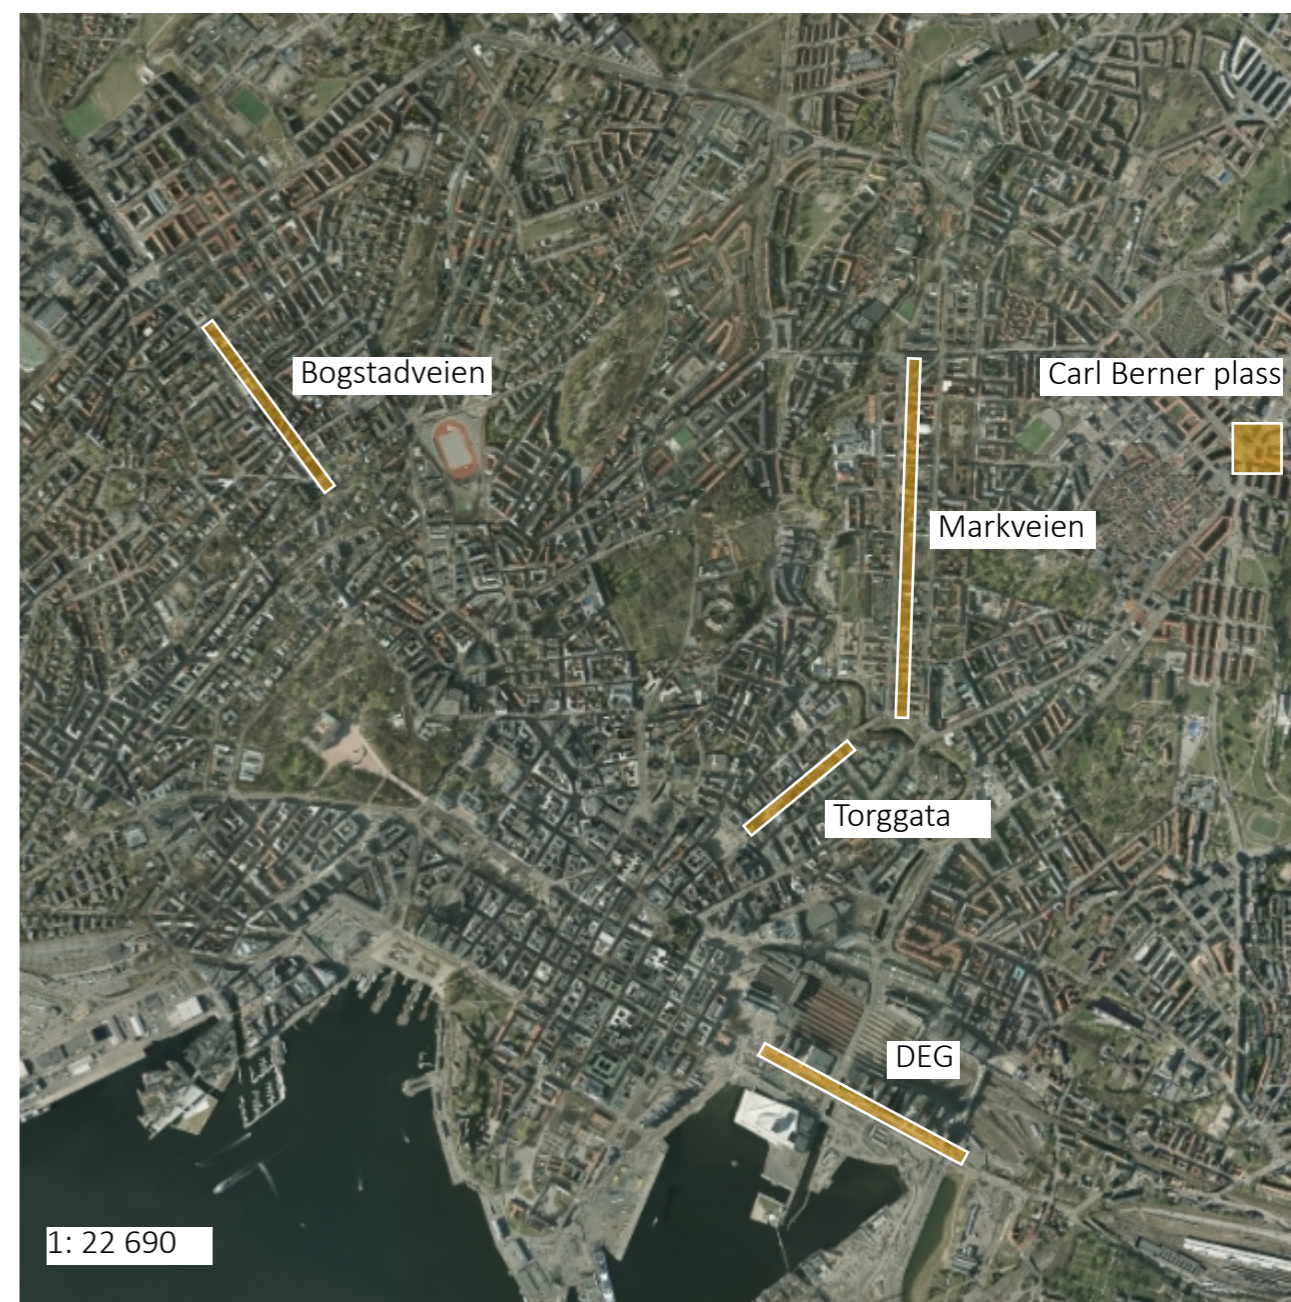 Bogstadveien
Carl Berner plass
Markveien
Torggata
DEG
1: 22 690